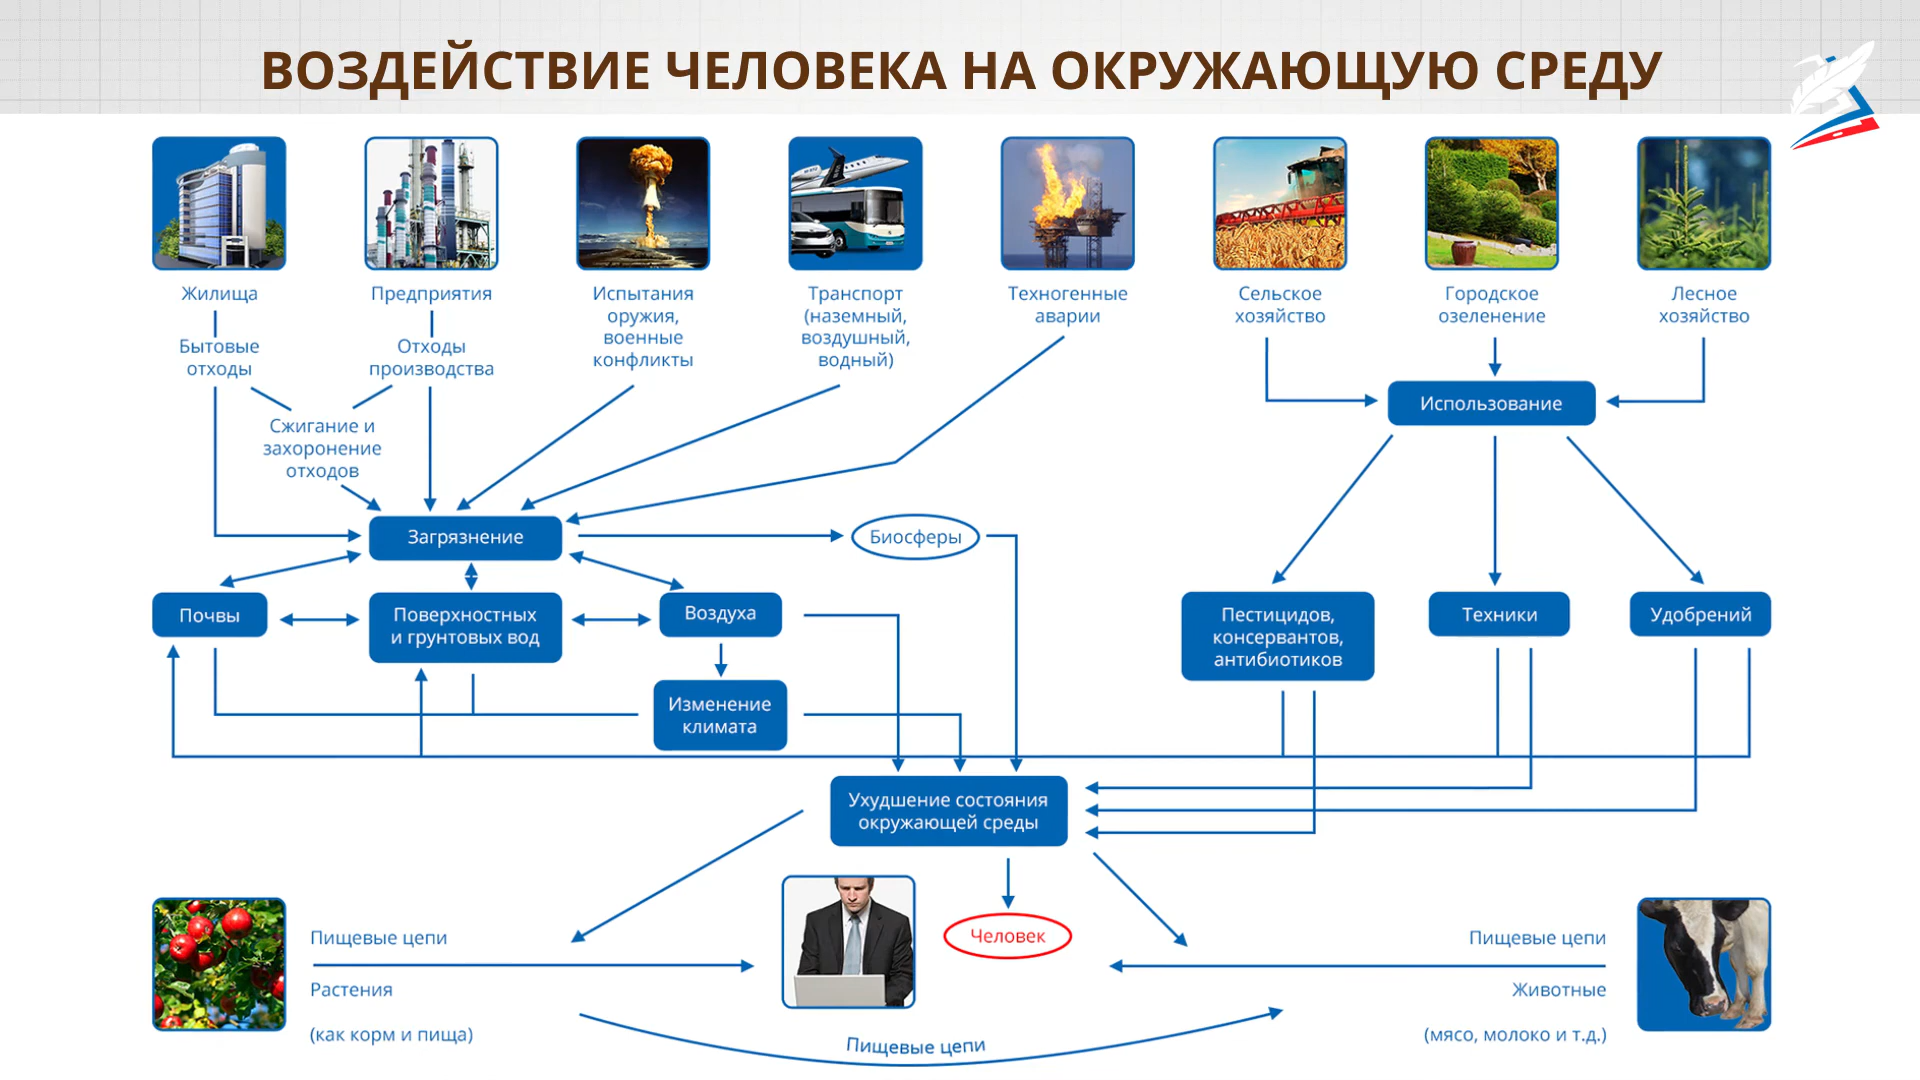 ВОЗДЕЙСТВИЕ ЧЕЛОВЕКА НА ОКРУЖАЮЩУЮ СРЕДУ
Жилища
Предприятия
Испытания
оружия,
военные
конфликты
Транспорт
(наземный,
воздушный,
водный)
Техногенные
аварии
Сельское
хозяйство
Городское
озеленение
Лесное
хозяйство
Бытовые
отходы
Отходы
производства
Использование
Сжигание и
захоронение
отходов
Загрязнение
Биосферы
Почвы
Поверхностных
и грунтовых вод
Воздуха
Пестицидов,
консервантов,
антибиотиков
Техники
Удобрений
Изменение
климата
Ухудшение состояния
окружающей среды
Пищевые цепи
Растения
(как корм и пища)
Человек
Пищевые цепи
Животные
(мясо, молоко и т.д.)
Пищевые цепи